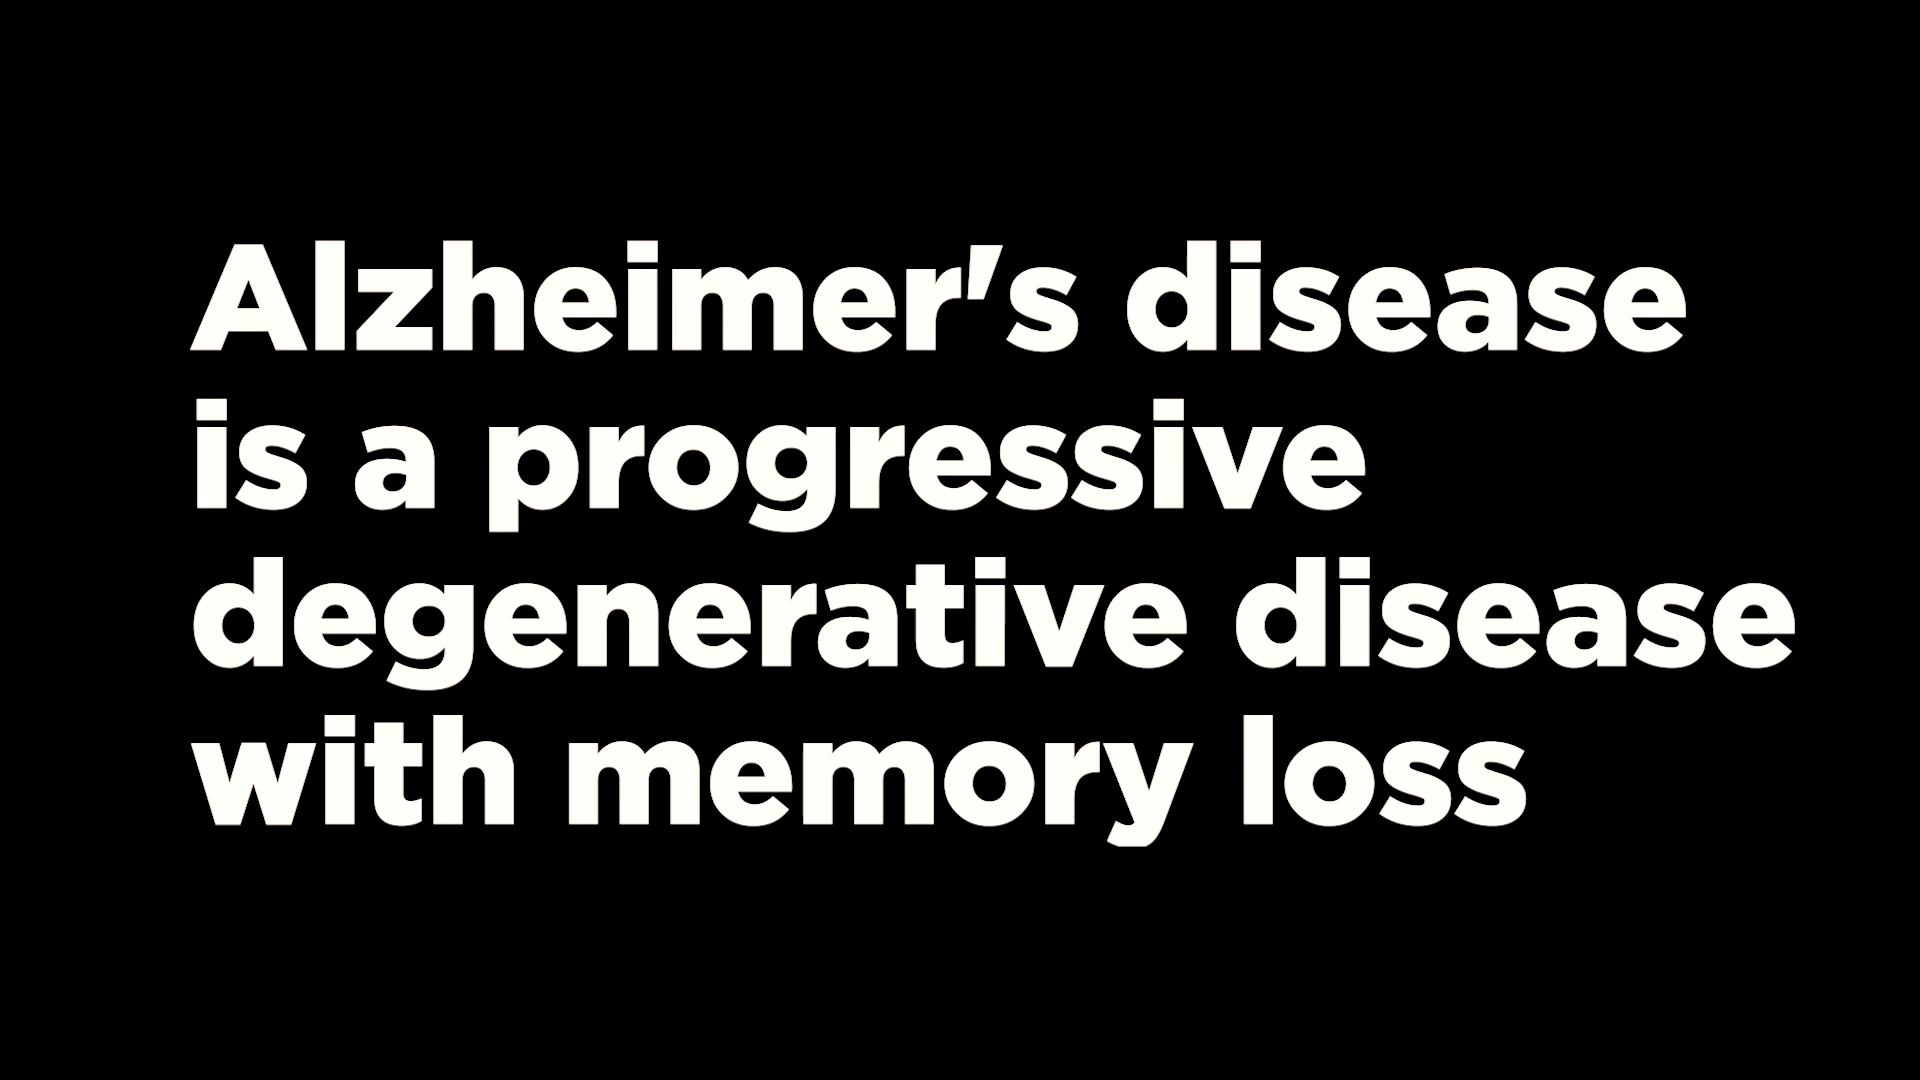 Alzheimer's disease
is a progressive
degenerative disease
with memory loss